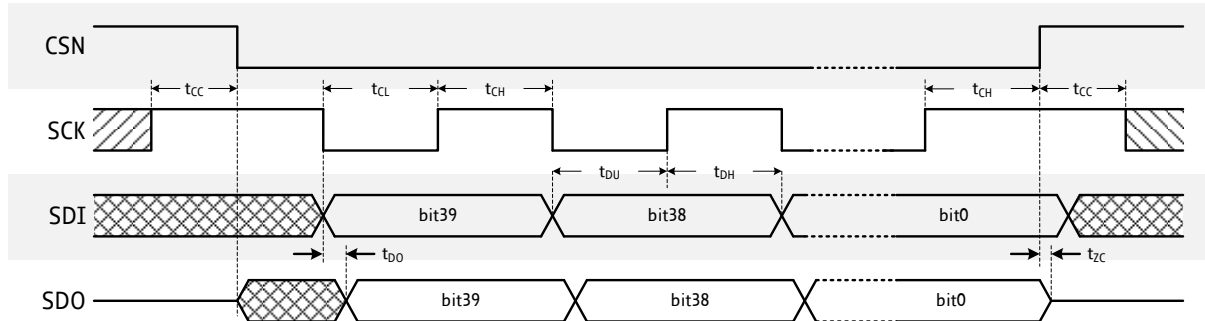 CSN
tCC tCL tCH tCH tCC
SCK
tDU tDH
SDI bit39 bit38 bit0
tDO tZC
SDO bit39 bit38 bit0